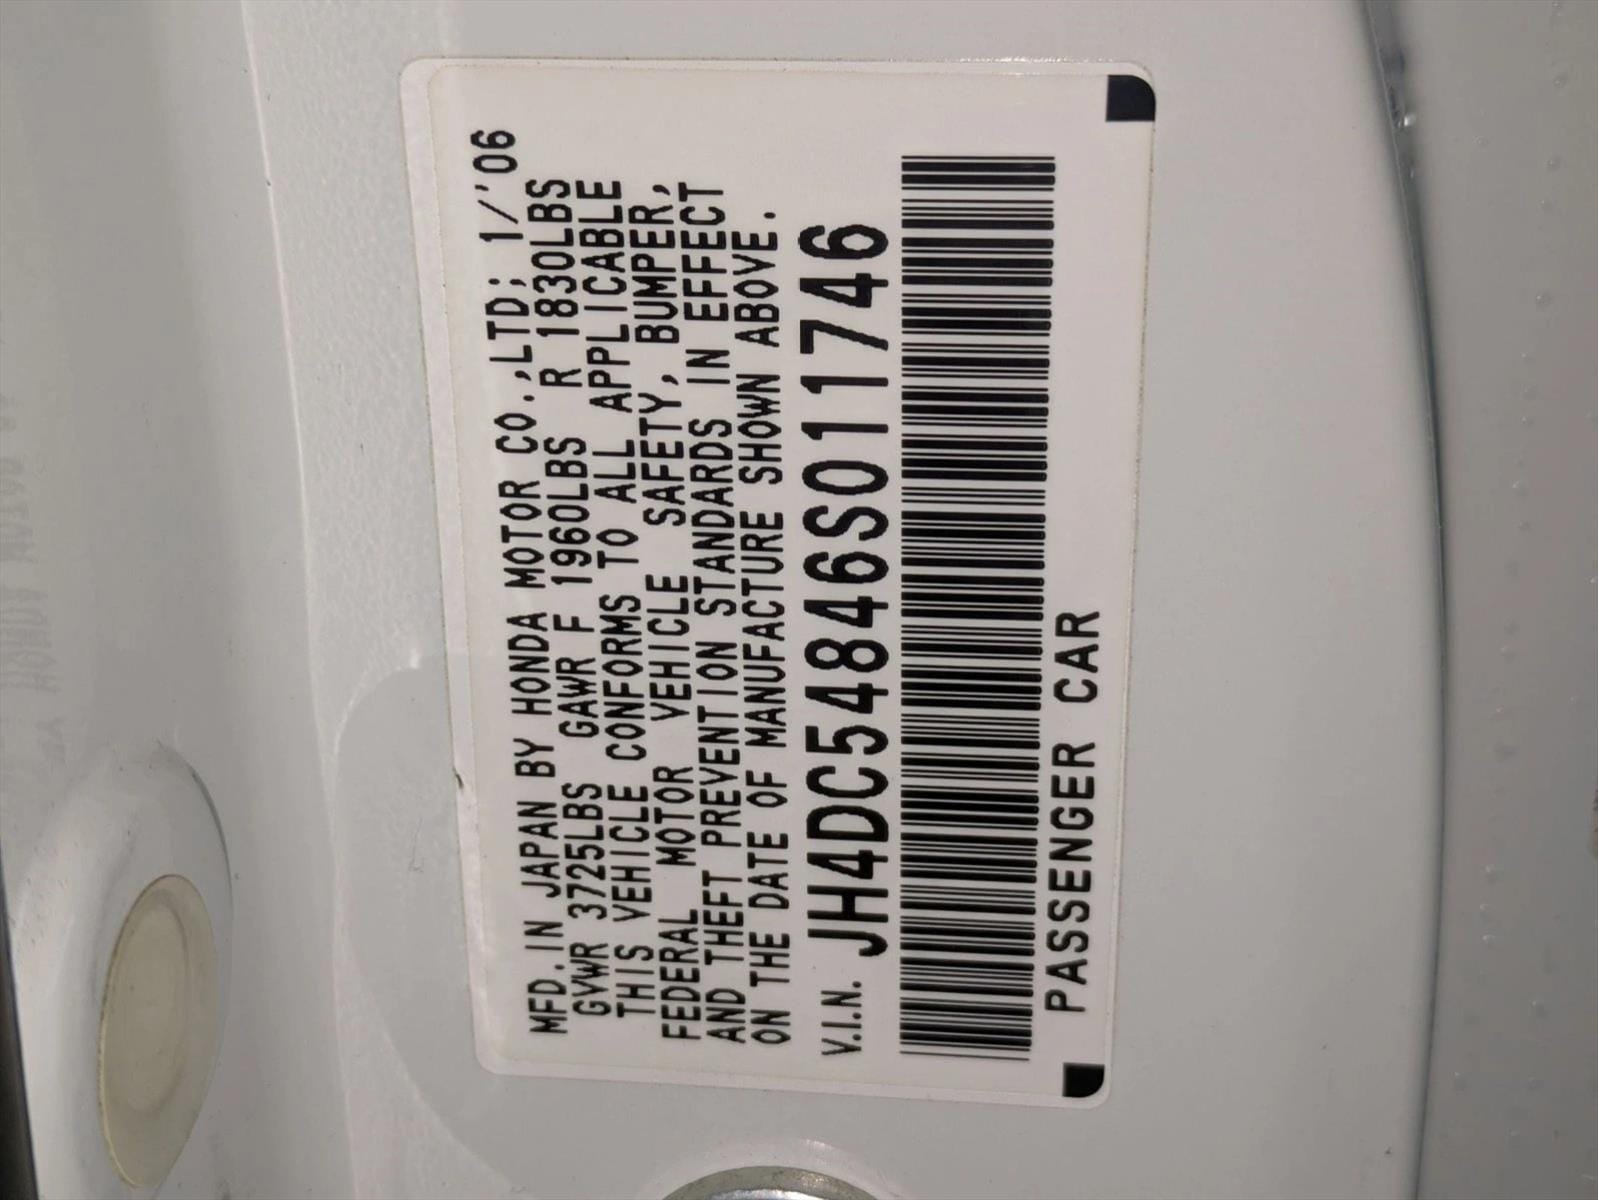 MFD. IN JAPAN BY HONDA MOTOR CO.,LTD; 1/'06
GVWR 3725LBS GAWR F 1960LBS R 1830LBS
THIS VEHICLE CONFORMS TO ALL APPLICABLE
FEDERAL MOTOR VEHICLE SAFETY, BUMPER,
AND THEFT PREVENTION STANDARDS IN EFFECT
ON THE DATE OF MANUFACTURE SHOWN ABOVE.
V.I.N. JH4DC54846S011746
PASSENGER CAR